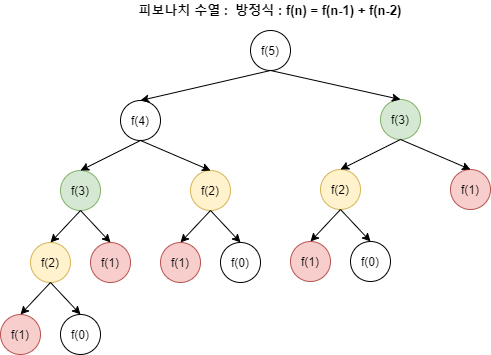 피보나치 수열 : 방정식 : f(n) = f(n-1) + f(n-2)
f(5)
f(4)
f(3)
f(3)
f(2)
f(2)
f(1)
f(2)
f(1)
f(1)
f(0)
f(1)
f(0)
f(1)
f(0)